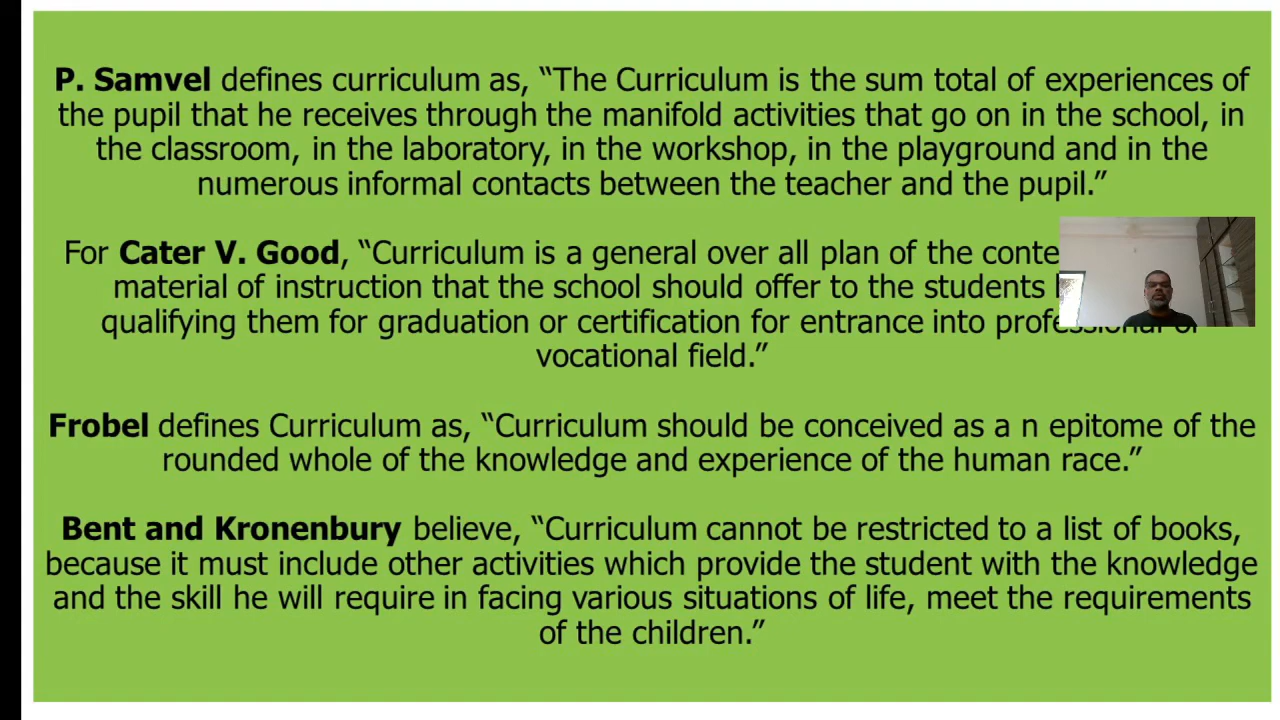 P. Samvel defines curriculum as, “The Curriculum is the sum total of experiences of
the pupil that he receives through the manifold activities that go on in the school, in
the classroom, in the laboratory, in the workshop, in the playground and in the
numerous informal contacts between the teacher and the pupil.”
For Cater V. Good, “Curriculum is a general over all plan of the
material of instruction that the school should offer to the students
qualifying them for graduation or certification for entrance into professional or
vocational field.”
Frobel defines Curriculum as, “Curriculum should be conceived as a n epitome of the
rounded whole of the knowledge and experience of the human race.”
Bent and Kronenbury believe, “Curriculum cannot be restricted to a list of books,
because it must include other activities which provide the student with the knowledge
and the skill he will require in facing various situations of life, meet the requirements
of the children.”